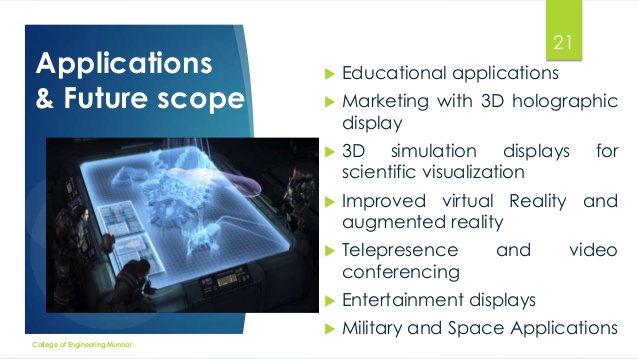 21
Applications
& Future scope
Educational applications
Marketing with 3D holographic
display
3D simulation displays for
scientific visualization
Improved virtual Reality and
augmented reality
Telepresence and video
conferencing
Entertainment displays
Military and Space Applications
College of Engineering Munnar